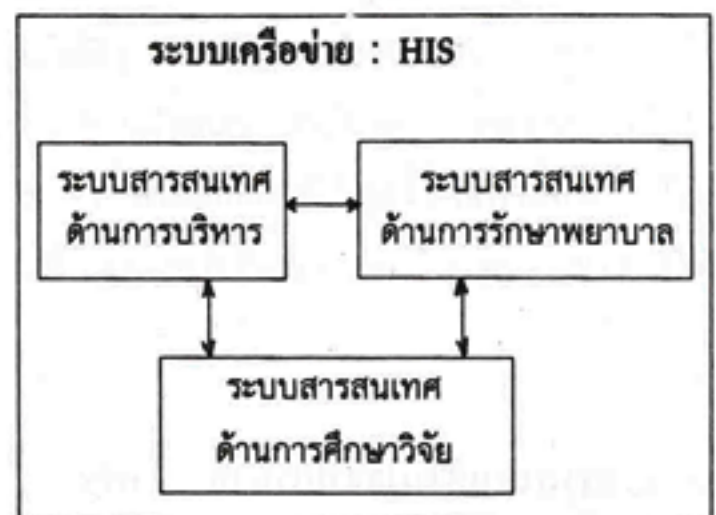 ระบบเครือข่าย : HIS
ระบบสารสนเทศ
ด้านการบริหาร
ระบบสารสนเทศ
ด้านการรักษาพยาบาล
ระบบสารสนเทศ
ด้านการศึกษาวิจัย